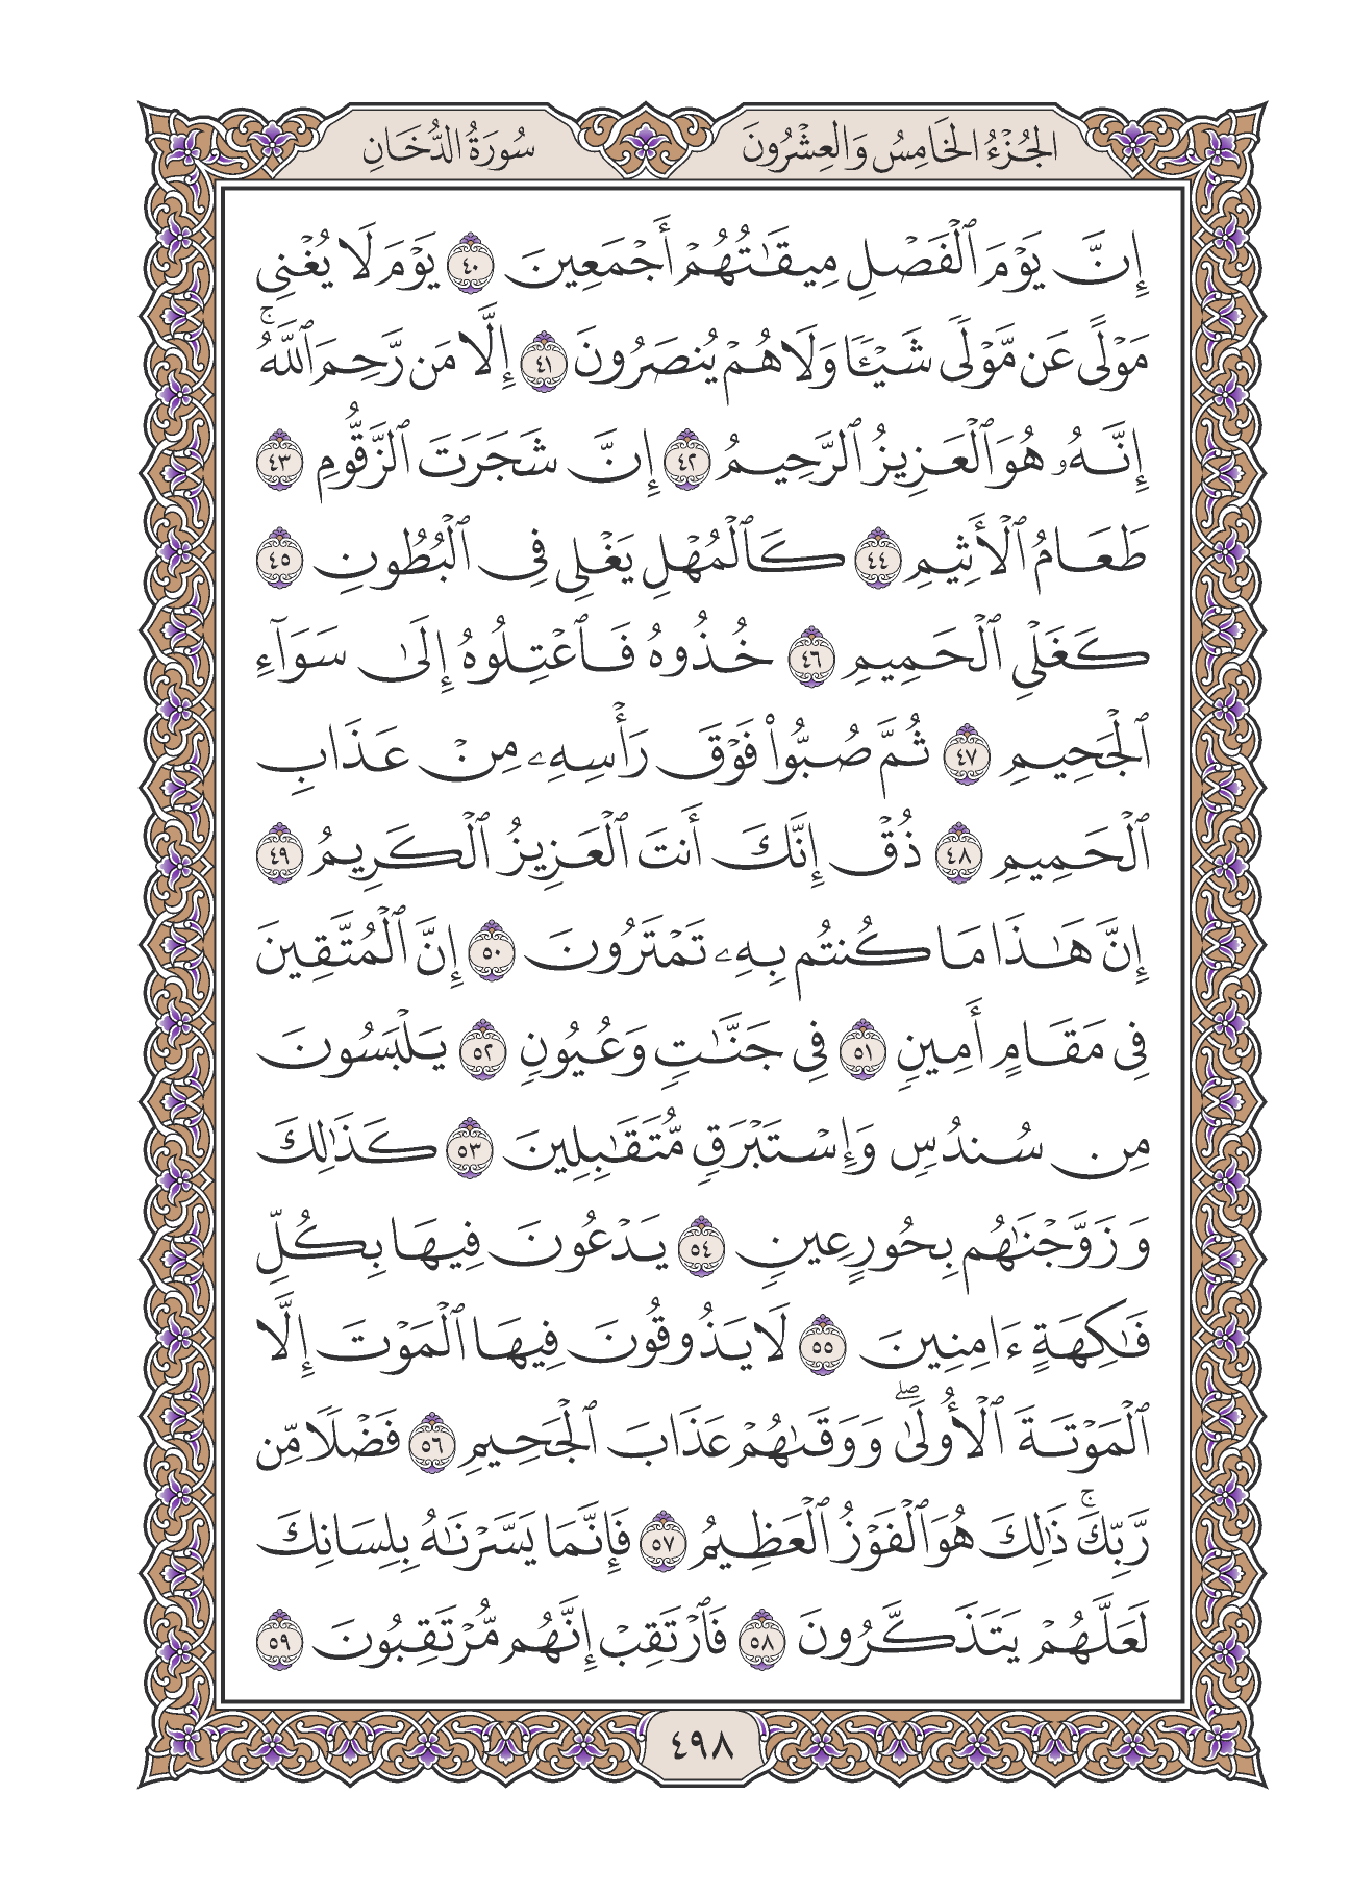 الجُزْءُ الخَامِسُ وَالعِشْرُونَ
سُورَةُ الدُّخَانِ
إِنَّ يَوْمَ ٱلْفَصْلِ مِيقَٰتُهُمْ أَجْمَعِينَ ٤٠ يَوْمَ لَا يُغْنِى
مَوْلًى عَن مَّوْلًى شَيْـًٔا وَلَا هُمْ يُنصَرُونَ ٤١ إِلَّا مَن رَّحِمَ ٱللَّهُ ۚ
إِنَّهُۥ هُوَ ٱلْعَزِيزُ ٱلرَّحِيمُ ٤٢ إِنَّ شَجَرَتَ ٱلزَّقُّومِ ٤٣
طَعَامُ ٱلْأَثِيمِ ٤٤ كَٱلْمُهْلِ يَغْلِى فِى ٱلْبُطُونِ ٤٥
كَغَلْىِ ٱلْحَمِيمِ ٤٦ خُذُوهُ فَٱعْتِلُوهُ إِلَىٰ سَوَآءِ
ٱلْجَحِيمِ ٤٧ ثُمَّ صُبُّوا۟ فَوْقَ رَأْسِهِۦ مِنْ عَذَابِ
ٱلْحَمِيمِ ٤٨ ذُقْ إِنَّكَ أَنتَ ٱلْعَزِيزُ ٱلْكَرِيمُ ٤٩
إِنَّ هَٰذَا مَا كُنتُم بِهِۦ تَمْتَرُونَ ٥٠ إِنَّ ٱلْمُتَّقِينَ
فِى مَقَامٍ أَمِينٍ ٥١ فِى جَنَّٰتٍ وَعُيُونٍ ٥٢ يَلْبَسُونَ
مِن سُندُسٍ وَإِسْتَبْرَقٍ مُّتَقَٰبِلِينَ ٥٣ كَذَٰلِكَ
وَزَوَّجْنَٰهُم بِحُورٍ عِينٍ ٥٤ يَدْعُونَ فِيهَا بِكُلِّ
فَٰكِهَةٍ ءَامِنِينَ ٥٥ لَا يَذُوقُونَ فِيهَا ٱلْمَوْتَ إِلَّا
ٱلْمَوْتَةَ ٱلْأُولَىٰ ۖ وَوَقَىٰهُمْ عَذَابَ ٱلْجَحِيمِ ٥٦ فَضْلًا مِّن
رَّبِّكَ ۚ ذَٰلِكَ هُوَ ٱلْفَوْزُ ٱلْعَظِيمُ ٥٧ فَإِنَّمَا يَسَّرْنَٰهُ بِلِسَانِكَ
لَعَلَّهُمْ يَتَذَكَّرُونَ ٥٨ فَٱرْتَقِبْ إِنَّهُم مُّرْتَقِبُونَ ٥٩
٤٩٨